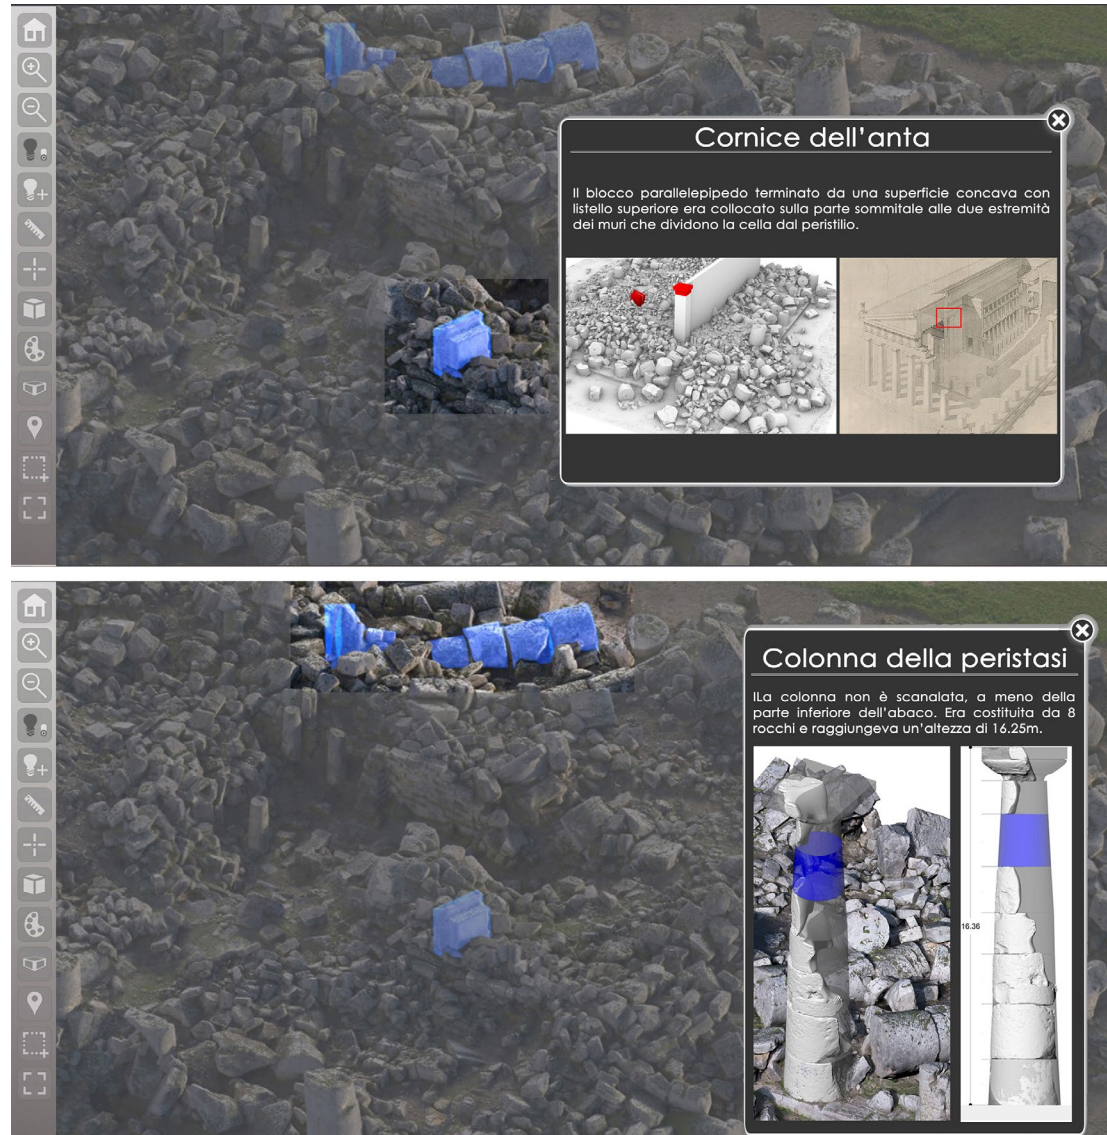 Cornice dell'anta
Il blocco parallelepipedo terminato da una superficie concava con
listello superiore era collocato sulla parte sommitale alle due estremità
dei muri che dividono la cella dal peristilio.
Colonna della peristasi
lLa colonna non è scanalata, a meno della
parte inferiore dell'abaco. Era costituita da 8
rocchi e raggiungeva un'altezza di 16.25m.
16.36